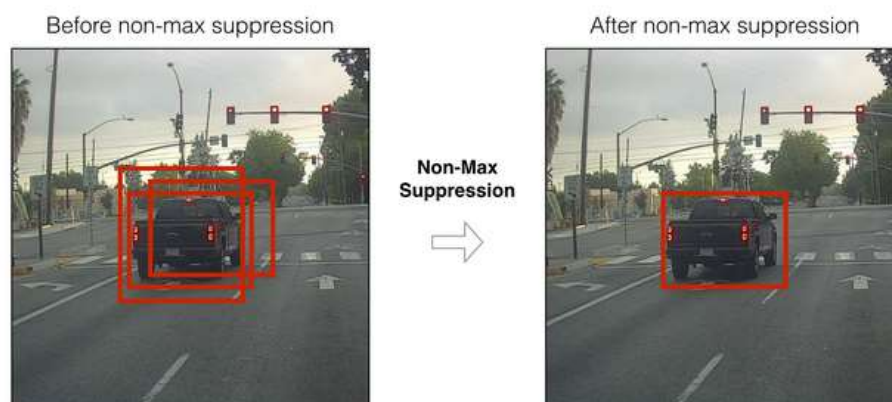 Before non-max suppression
After non-max suppression
Non-Max
Suppression